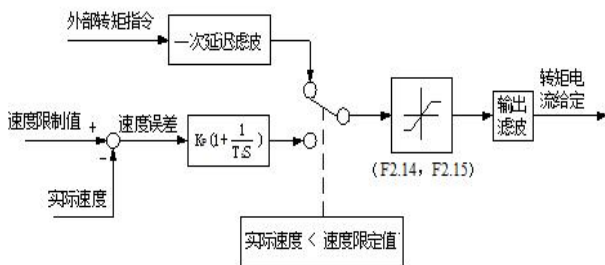 外部转矩指令
一次延迟滤波
速度限制值
+
速度误差
-
实际速度
Kp(1+1/TiS)
(F2.14，F2.15)
输出
滤波
转矩电
流给定
实际速度 < 速度限定值